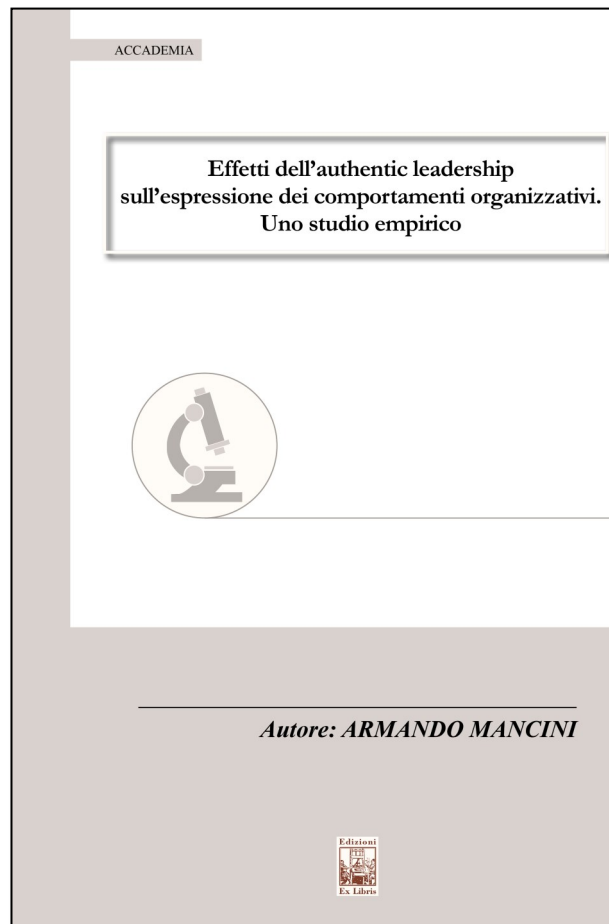 ACCADEMIA
Effetti dell’authentic leadership
sull’espressione dei comportamenti organizzativi.
Uno studio empirico
Autore: ARMANDO MANCINI
Edizioni
Ex Libris